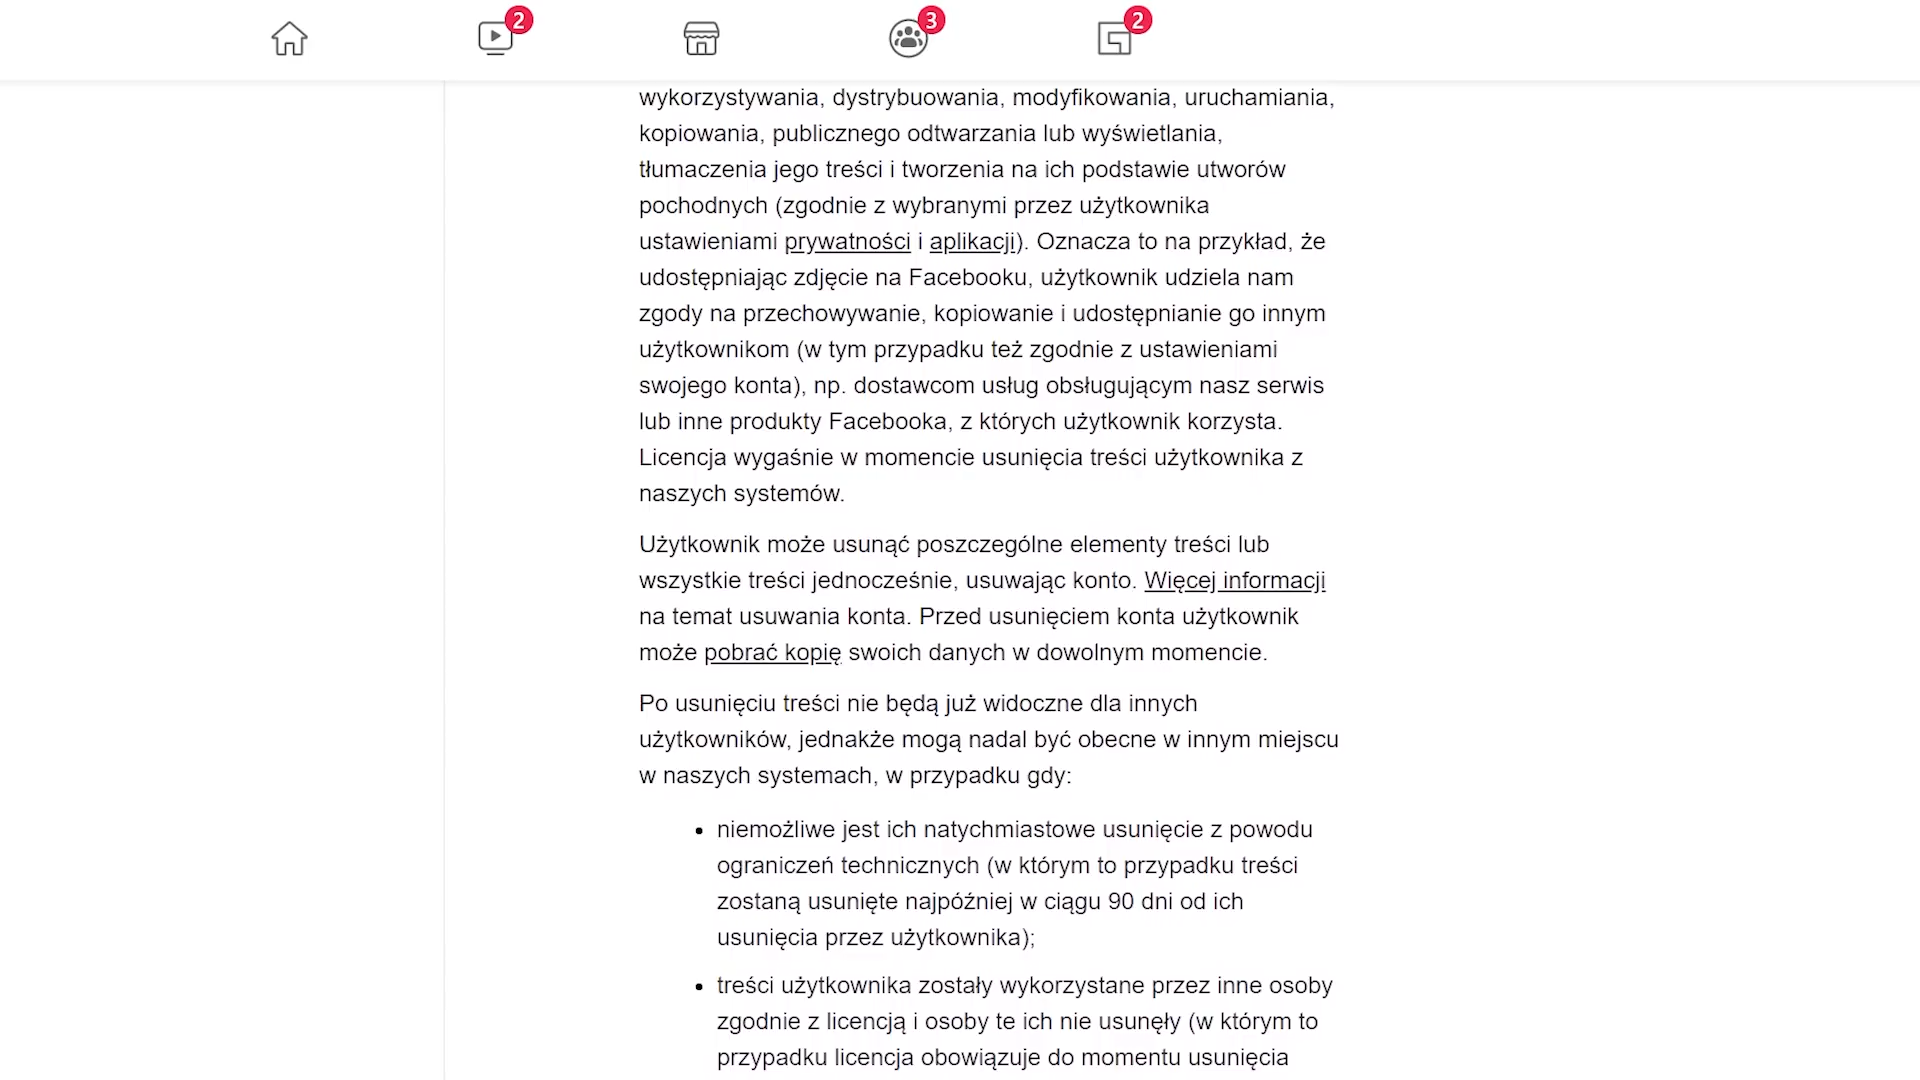 2
3
2
wykorzystywania, dystrybuowania, modyfikowania, uruchamiania,
kopiowania, publicznego odtwarzania lub wyświetlania,
tłumaczenia jego treści i tworzenia na ich podstawie utworów
pochodnych (zgodnie z wybranymi przez użytkownika
ustawieniami prywatności i aplikacji). Oznacza to na przykład, że
udostępniając zdjęcie na Facebooku, użytkownik udziela nam
zgody na przechowywanie, kopiowanie i udostępnianie go innym
użytkownikom (w tym przypadku też zgodnie z ustawieniami
swojego konta), np. dostawcom usług obsługującym nasz serwis
lub inne produkty Facebooka, z których użytkownik korzysta.
Licencja wygaśnie w momencie usunięcia treści użytkownika z
naszych systemów.
Użytkownik może usunąć poszczególne elementy treści lub
wszystkie treści jednocześnie, usuwając konto. Więcej informacji
na temat usuwania konta. Przed usunięciem konta użytkownik
może pobrać kopię swoich danych w dowolnym momencie.
Po usunięciu treści nie będą już widoczne dla innych
użytkowników, jednakże mogą nadal być obecne w innym miejscu
w naszych systemach, w przypadku gdy:
• niemożliwe jest ich natychmiastowe usunięcie z powodu
ograniczeń technicznych (w którym to przypadku treści
zostaną usunięte najpóźniej w ciągu 90 dni od ich
usunięcia przez użytkownika);
• treści użytkownika zostały wykorzystane przez inne osoby
zgodnie z licencją i osoby te ich nie usunęły (w którym to
przypadku licencja obowiązuje do momentu usunięcia